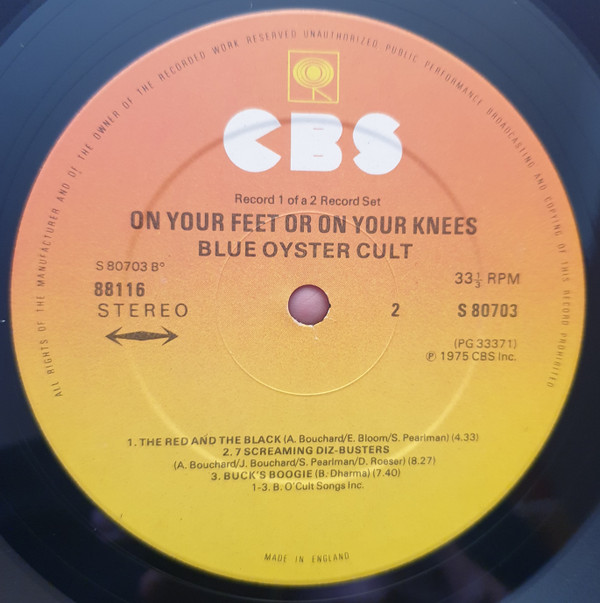 ALL RIGHTS OF THE MANUFACTURER AND OF THE OWNER OF THE RECORDED WORK RESERVED UNAUTHORIZED PUBLIC PERFORMANCE BROADCASTING AND COPYING OF THIS RECORD PROHIBITED
CBS
Record 1 of a 2 Record Set
ON YOUR FEET OR ON YOUR KNEES
BLUE OYSTER CULT
S 80703 B°
88116
STEREO
33⅓ RPM
2 S 80703
(PG 33371)
℗ 1975 CBS Inc.
1. THE RED AND THE BLACK (A. Bouchard/E. Bloom/S. Pearlman) (4.33)
2. 7 SCREAMING DIZ-BUSTERS
(A. Bouchard/J. Bouchard/S. Pearlman/D. Roeser) (8.27)
3. BUCK'S BOOGIE (B. Dharma) (7.40)
1-3. B. O'Cult Songs Inc.
MADE IN ENGLAND